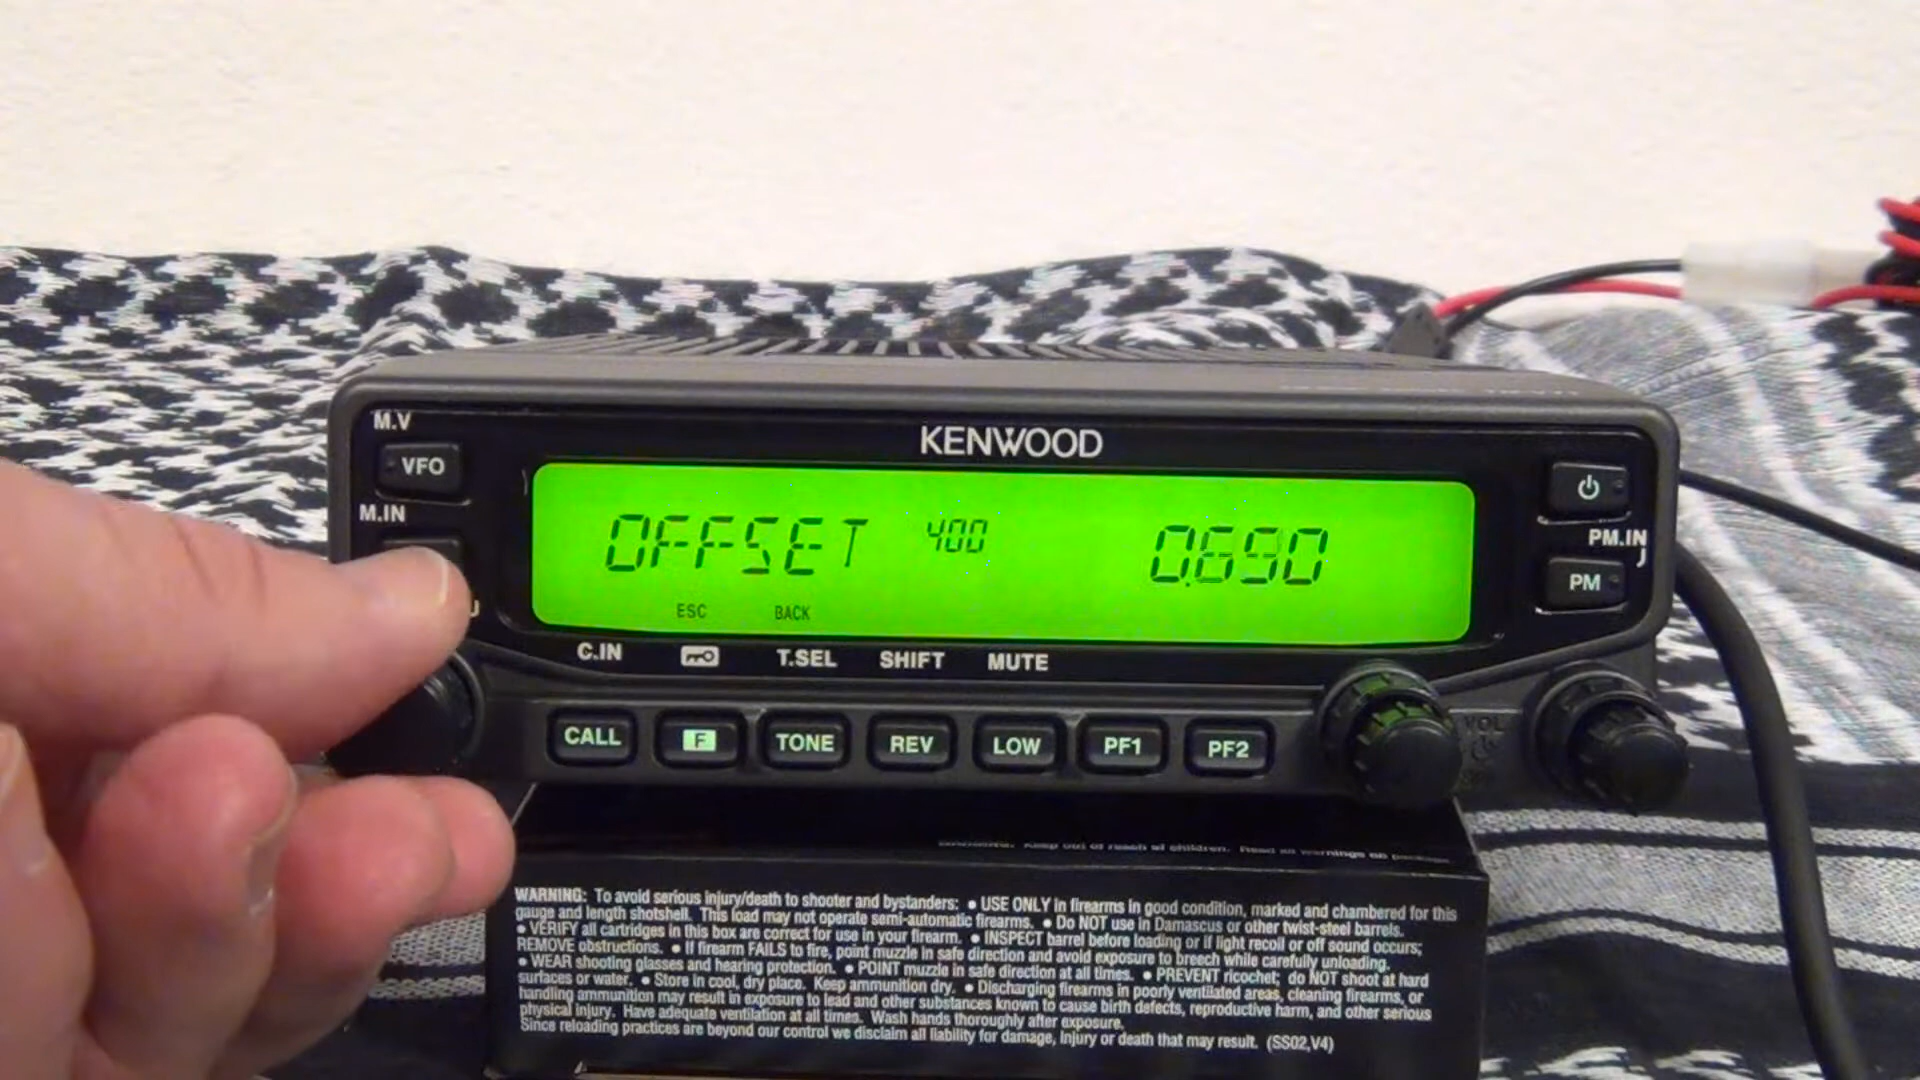 M.V
KENWOOD
VFO
M.IN
OFFSET 400 0.690
ESC BACK
PM.IN
PM
C.IN T.SEL SHIFT MUTE
CALL F TONE REV LOW PF1 PF2
VOL
WARNING: To avoid serious injury/death to shooter and bystanders: • USE ONLY in firearms in good condition, marked and chambered for this
gauge and length shotshell. This load may not operate semi-automatic firearms. • Do NOT use in Damascus or other twist-steel barrels.
• VERIFY all cartridges in this box are correct for use in your firearm. • INSPECT barrel before loading or if light recoil or off sound occurs;
REMOVE obstructions. • If firearm FAILS to fire, point muzzle in safe direction and avoid exposure to breech while carefully unloading.
• WEAR shooting glasses and hearing protection. • POINT muzzle in safe direction at all times. • PREVENT ricochet; do NOT shoot at hard
surfaces or water. • Store in cool, dry place. Keep ammunition dry. • Discharging firearms in poorly ventilated areas, cleaning firearms, or
handling ammunition may result in exposure to lead and other substances known to cause birth defects, reproductive harm, and other serious
physical injury. Have adequate ventilation at all times. Wash hands thoroughly after exposure.
Since reloading practices are beyond our control we disclaim all liability for damage, injury or death that may result. (SS02,V4)